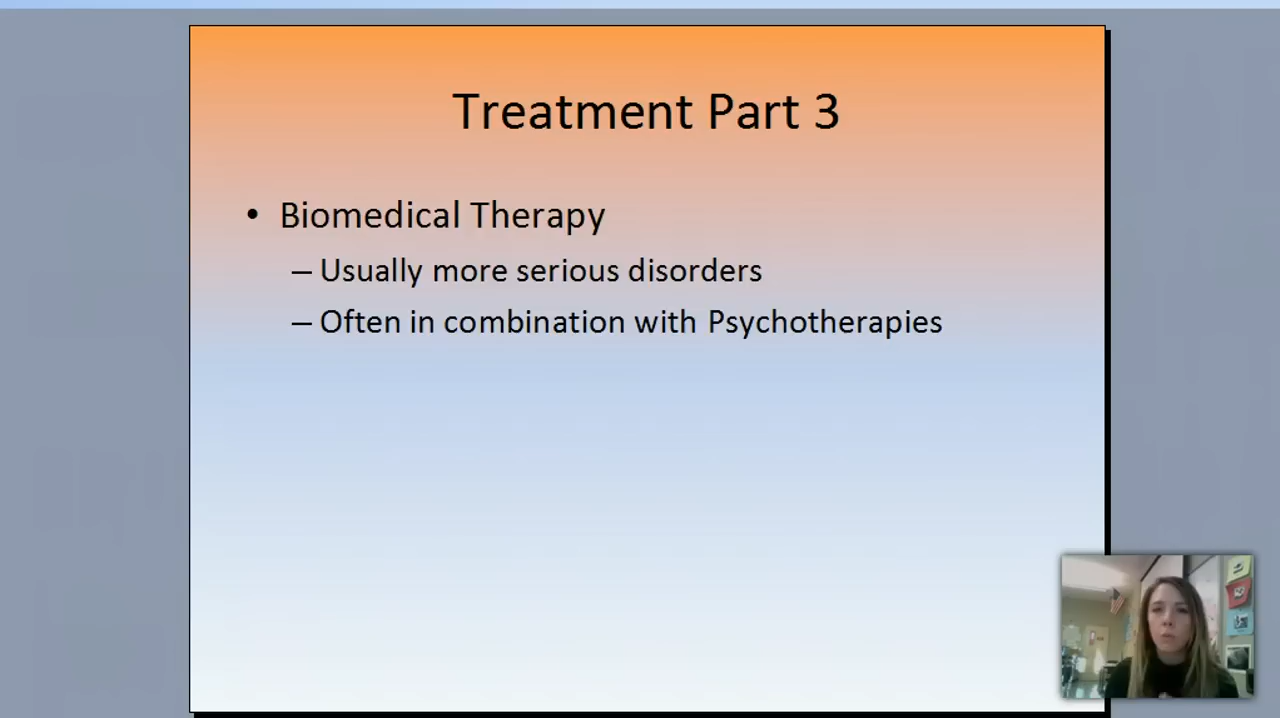 Treatment Part 3
• Biomedical Therapy
– Usually more serious disorders
– Often in combination with Psychotherapies